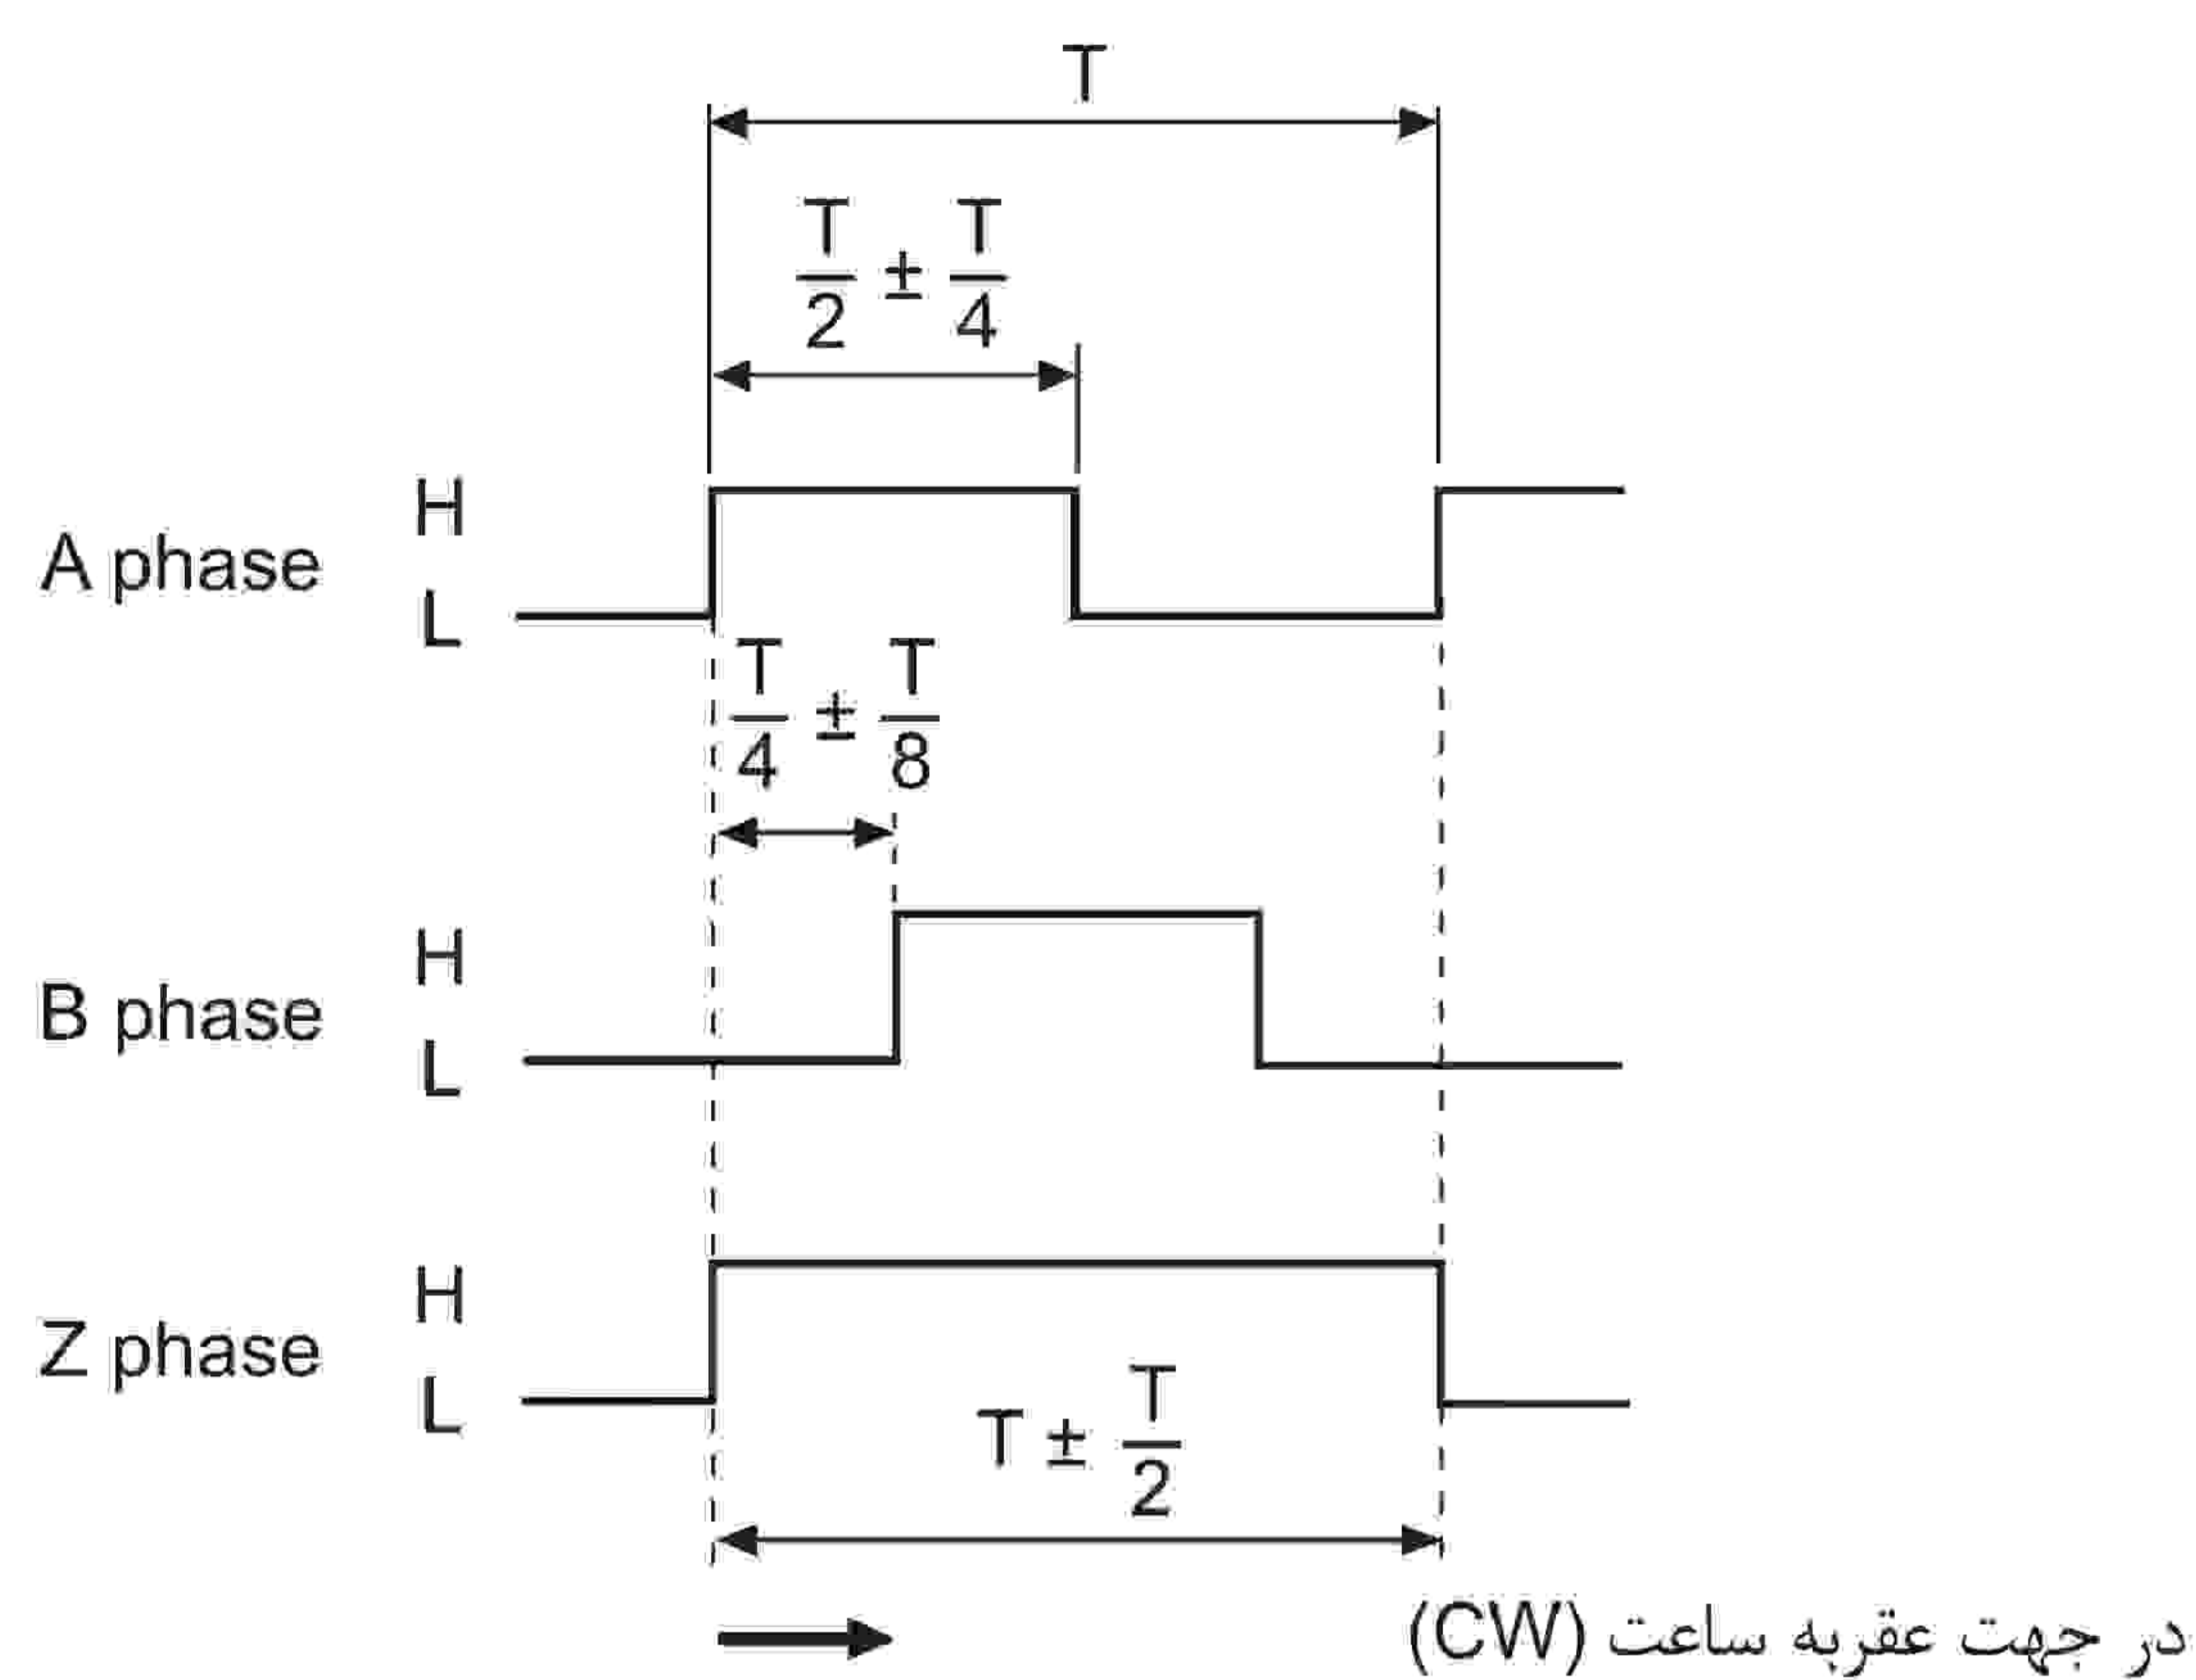 T
T/2 ± T/4
H
A phase
L
T/4 ± T/8
H
B phase
L
H
Z phase
L
T ± T/2
در جهت عقربه ساعت (CW)